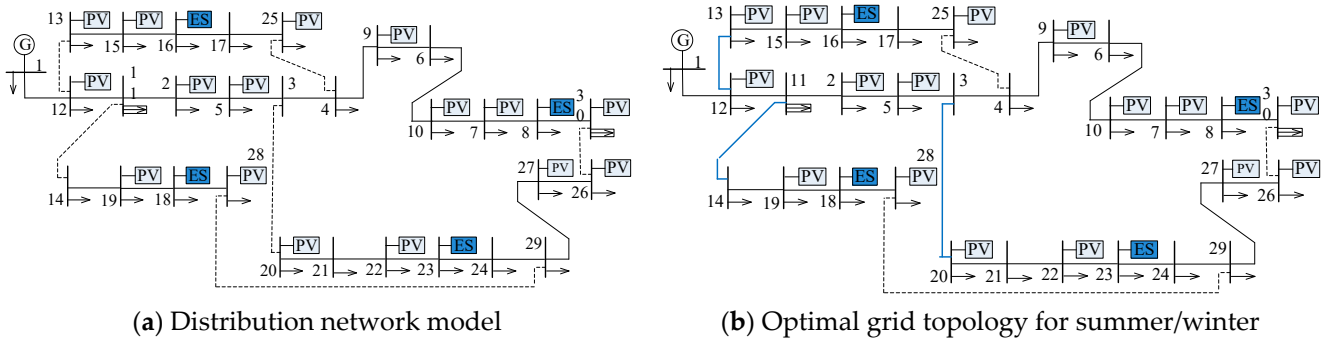 13 PV PV ES 25 PV
15 16 17
G
1
9 PV
6
12 PV
1
1
2 PV PV 3
5 4
10 PV 7 PV 8 ES 3
0 PV
14 19 PV 18 ES 28
PV
27 PV PV
26
20 PV 21 22 PV 23 ES 24 29
(a) Distribution network model
13 PV PV ES 25 PV
15 16 17
G
1
9 PV
6
12 PV 11
2 PV PV 3
5 4
10 PV 7 PV 8 ES 3
0 PV
14 19 PV 18 ES 28
PV
27 PV PV
26
20 PV 21 22 PV 23 ES 24 29
(b) Optimal grid topology for summer/winter